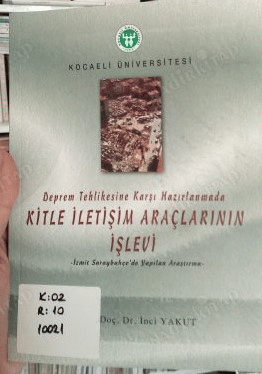 KOCAELİ ÜNİVERSİTESİ
Deprem Tehlikesine Karşı Hazırlanmada
KİTLE İLETİŞİM ARAÇLARININ
İŞLEVİ
-İzmit Saraybahçe'de Yapılan Araştırma-
Doç. Dr. İnci YAKUT
K:02
R:10
10021